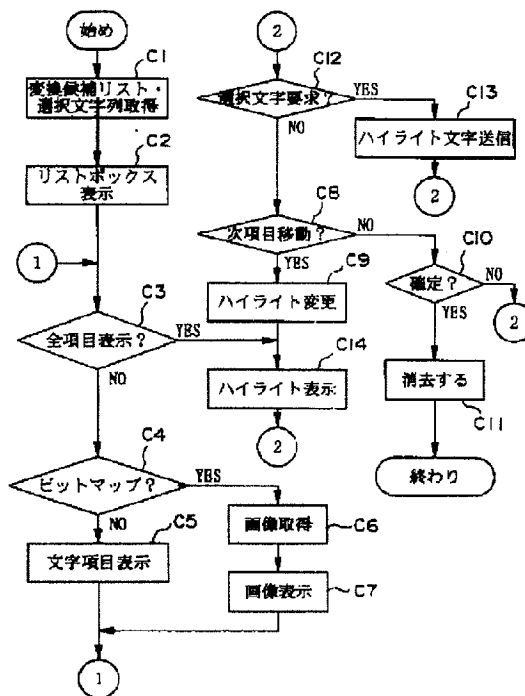 始め
C1
変換候補リスト・
選択文字列取得
C2
リストボックス
表示
1
C3
全項目表示?
YES
NO
C4
ビットマップ?
YES
NO
C5
文字項目表示
C6
画像取得
C7
画像表示
1
2
C12
選択文字要求?
YES
NO
C13
ハイライト文字送信
2
C8
次項目移動?
NO
YES
C9
ハイライト変更
C14
ハイライト表示
2
C10
確定?
NO
2
YES
消去する
C11
終わり